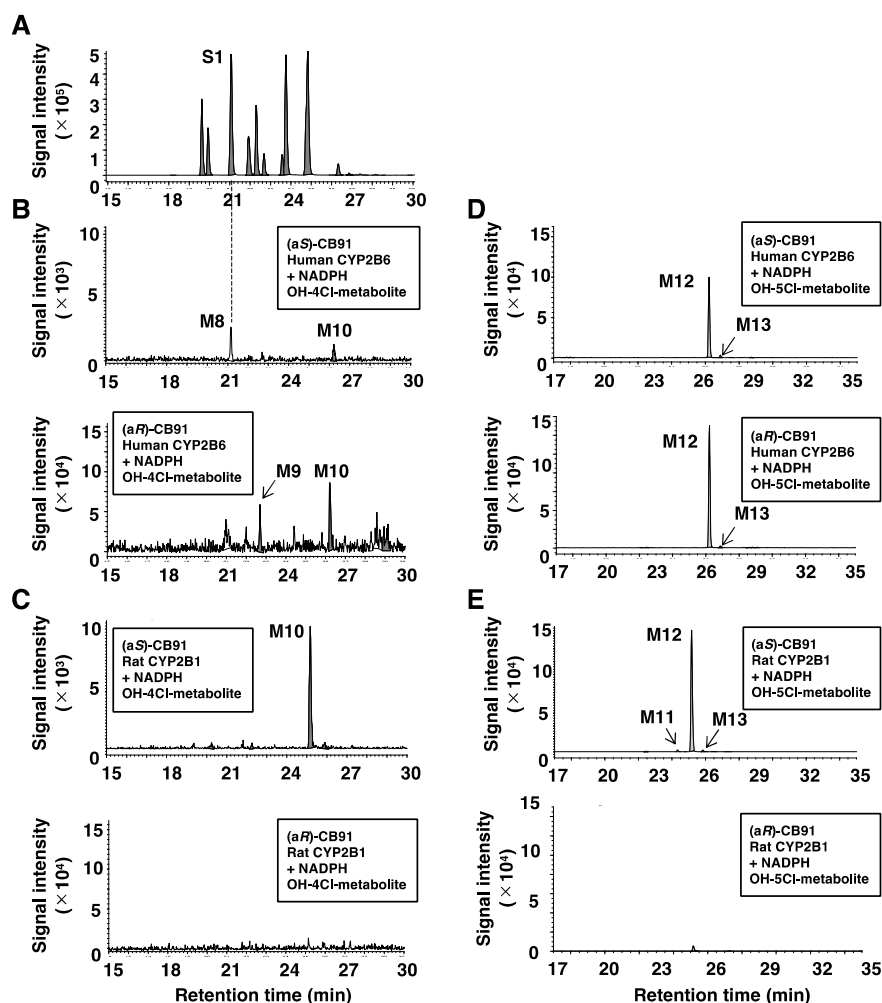 A
Signal intensity
(×10⁵)
5
4
3
2
1
0
S1
15 18 21 24 27 30
B
Signal intensity
(×10³)
10
5
0
(aS)-CB91
Human CYP2B6
+ NADPH
OH-4Cl-metabolite
M8
M10
15 18 21 24 27 30
Signal intensity
(×10⁴)
15
10
5
0
(aR)-CB91
Human CYP2B6
+ NADPH
OH-4Cl-metabolite
M9
M10
15 18 21 24 27 30
C
Signal intensity
(×10³)
10
5
0
(aS)-CB91
Rat CYP2B1
+ NADPH
OH-4Cl-metabolite
M10
15 18 21 24 27 30
Signal intensity
(×10⁴)
15
10
5
0
(aR)-CB91
Rat CYP2B1
+ NADPH
OH-4Cl-metabolite
15 18 21 24 27 30
Retention time (min)
D
Signal intensity
(×10⁴)
15
10
5
0
(aS)-CB91
Human CYP2B6
+ NADPH
OH-5Cl-metabolite
M12
M13
17 20 23 26 29 32 35
Signal intensity
(×10⁴)
15
10
5
0
(aR)-CB91
Human CYP2B6
+ NADPH
OH-5Cl-metabolite
M12
M13
17 20 23 26 29 32 35
E
Signal intensity
(×10⁴)
15
10
5
0
(aS)-CB91
Rat CYP2B1
+ NADPH
OH-5Cl-metabolite
M12
M11
M13
17 20 23 26 29 32 35
Signal intensity
(×10⁴)
15
10
5
0
(aR)-CB91
Rat CYP2B1
+ NADPH
OH-5Cl-metabolite
17 20 23 26 29 32 35
Retention time (min)